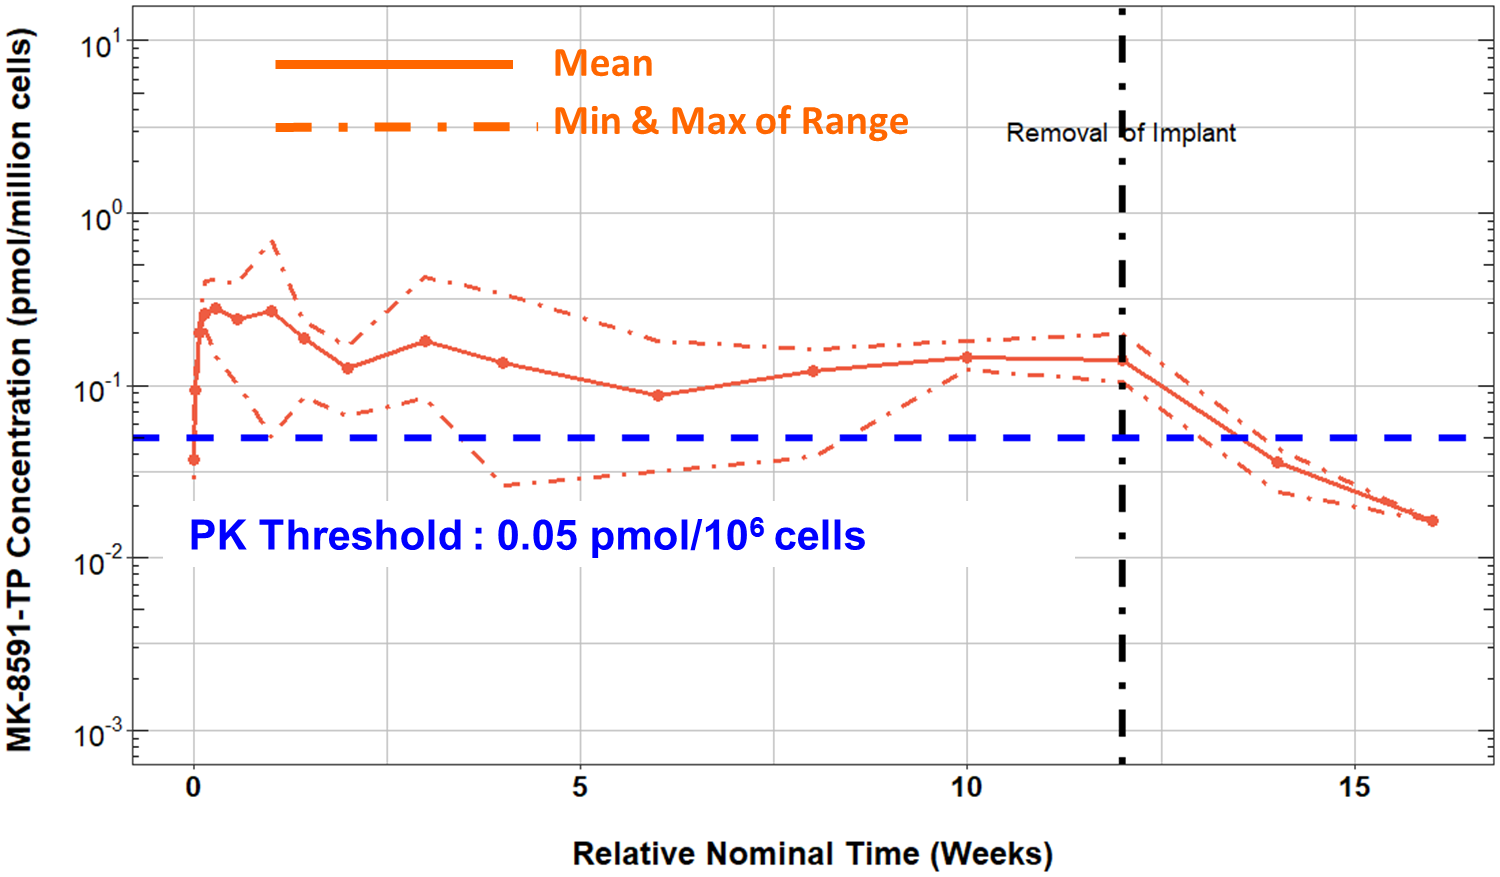 MK-8591-TP Concentration (pmol/million cells)
10¹
10⁰
10⁻¹
10⁻²
10⁻³
Mean
Min & Max of Range
Removal of Implant
PK Threshold : 0.05 pmol/10⁶ cells
0 5 10 15
Relative Nominal Time (Weeks)